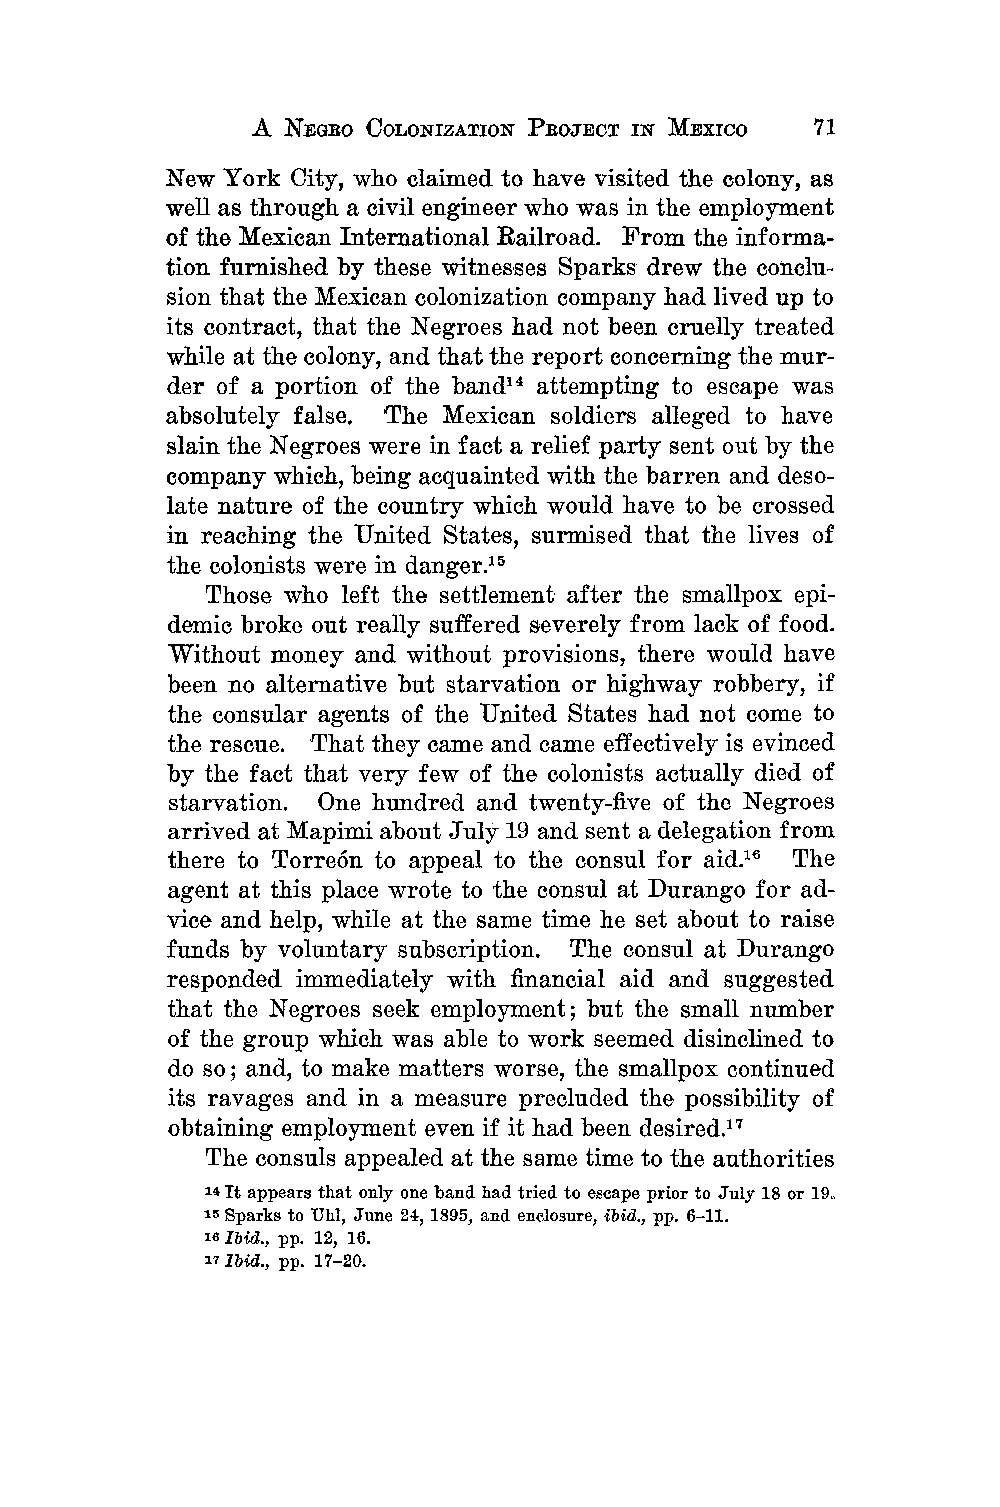 A Negro Colonization Project in Mexico 71
New York City, who claimed to have visited the colony, as
well as through a civil engineer who was in the employment
of the Mexican International Railroad. From the informa-
tion furnished by these witnesses Sparks drew the conclu-
sion that the Mexican colonization company had lived up to
its contract, that the Negroes had not been cruelly treated
while at the colony, and that the report concerning the mur-
der of a portion of the band¹⁴ attempting to escape was
absolutely false. The Mexican soldiers alleged to have
slain the Negroes were in fact a relief party sent out by the
company which, being acquainted with the barren and deso-
late nature of the country which would have to be crossed
in reaching the United States, surmised that the lives of
the colonists were in danger.¹⁵
Those who left the settlement after the smallpox epi-
demic broke out really suffered severely from lack of food.
Without money and without provisions, there would have
been no alternative but starvation or highway robbery, if
the consular agents of the United States had not come to
the rescue. That they came and came effectively is evinced
by the fact that very few of the colonists actually died of
starvation. One hundred and twenty-five of the Negroes
arrived at Mapimi about July 19 and sent a delegation from
there to Torreón to appeal to the consul for aid.¹⁶ The
agent at this place wrote to the consul at Durango for ad-
vice and help, while at the same time he set about to raise
funds by voluntary subscription. The consul at Durango
responded immediately with financial aid and suggested
that the Negroes seek employment; but the small number
of the group which was able to work seemed disinclined to
do so; and, to make matters worse, the smallpox continued
its ravages and in a measure precluded the possibility of
obtaining employment even if it had been desired.¹⁷
The consuls appealed at the same time to the authorities
¹⁴ It appears that only one band had tried to escape prior to July 18 or 19.
¹⁵ Sparks to Uhl, June 24, 1895, and enclosure, ibid., pp. 6–11.
¹⁶ Ibid., pp. 12, 16.
¹⁷ Ibid., pp. 17–20.